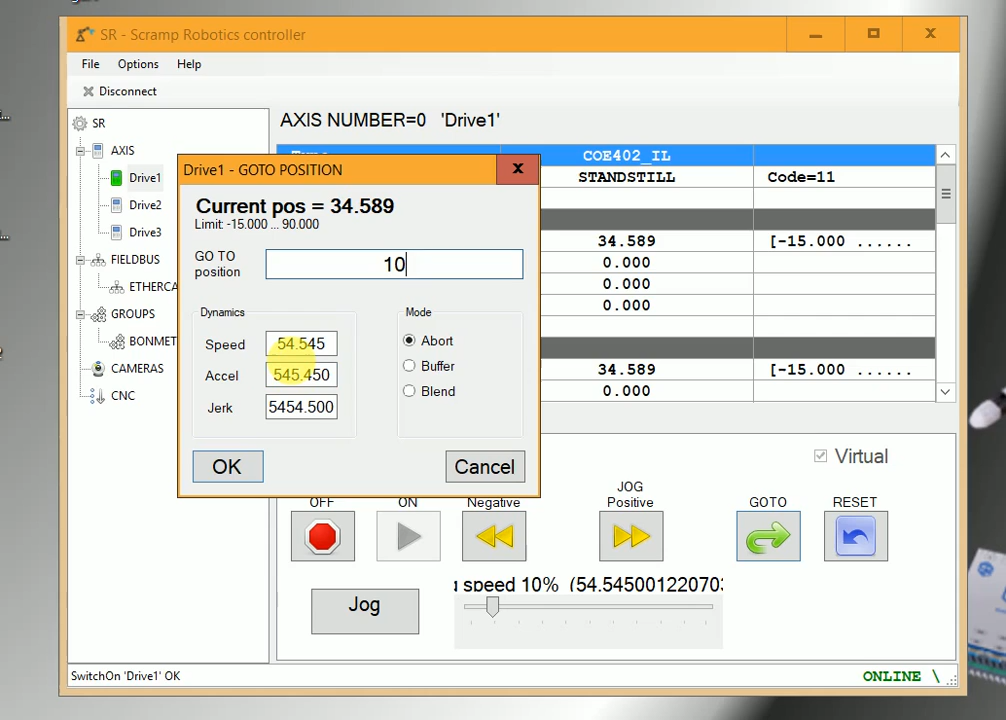 SR - Scramp Robotics controller
File Options Help
Disconnect
SR
AXIS
Drive1
Drive2
Drive3
FIELDBUS
GROUPS
CAMERAS
CNC
AXIS NUMBER=0 'Drive1'
COE402_IL
STANDSTILL Code=11
34.589 [-15.000 ......
0.000
0.000
0.000
34.589 [-15.000 ......
0.000
Drive1 - GOTO POSITION
Current pos = 34.589
Limit: -15.000 ... 90.000
GO TO
position
10
Dynamics
Speed 54.545
Accel 545.450
Jerk 5454.500
Mode
Abort
Buffer
Blend
OK Cancel
Virtual
OFF ON Negative
JOG
Positive
GOTO RESET
Jog
speed 10% (54.54500122070
SwitchOn 'Drive1' OK
ONLINE \